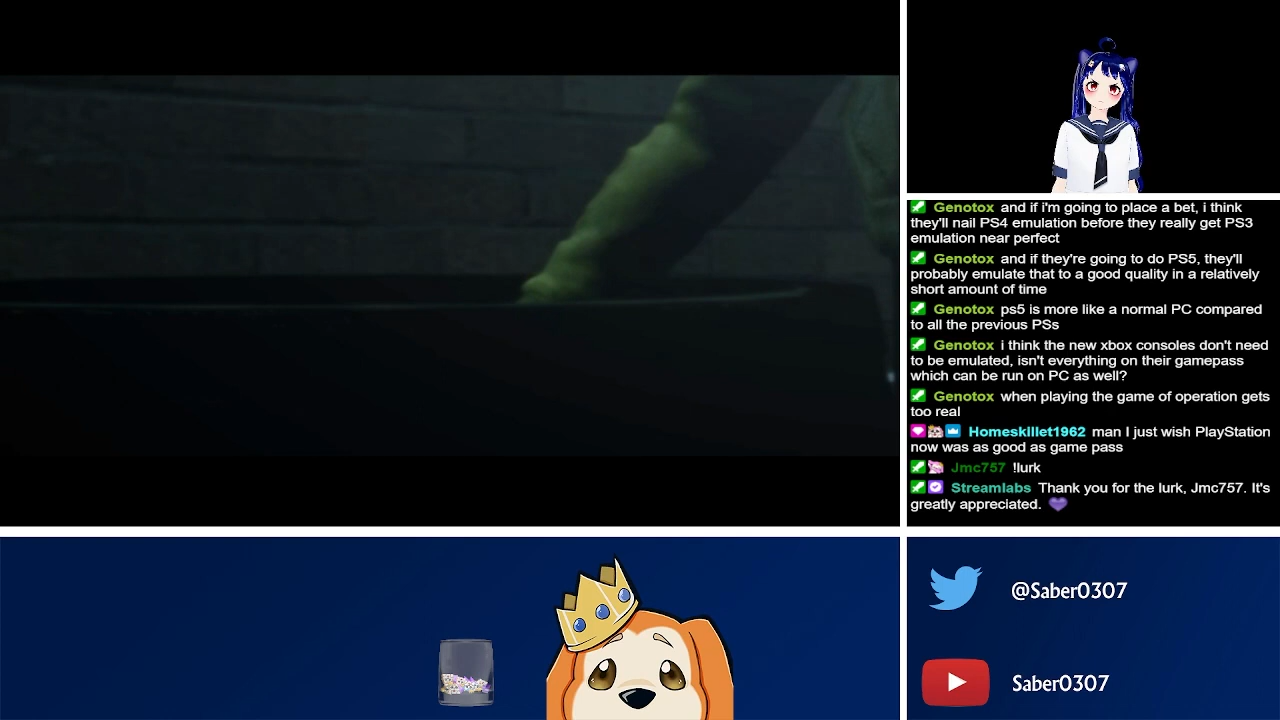 Genotox and if i'm going to place a bet, i think
they'll nail PS4 emulation before they really get PS3
emulation near perfect
Genotox and if they're going to do PS5, they'll
probably emulate that to a good quality in a relatively
short amount of time
Genotox ps5 is more like a normal PC compared
to all the previous PSs
Genotox i think the new xbox consoles don't need
to be emulated, isn't everything on their gamepass
which can be run on PC as well?
Genotox when playing the game of operation gets
too real
Homeskillet1962 man I just wish PlayStation
now was as good as game pass
Jmc757 !lurk
Streamlabs Thank you for the lurk, Jmc757. It's
greatly appreciated.
@Saber0307
Saber0307